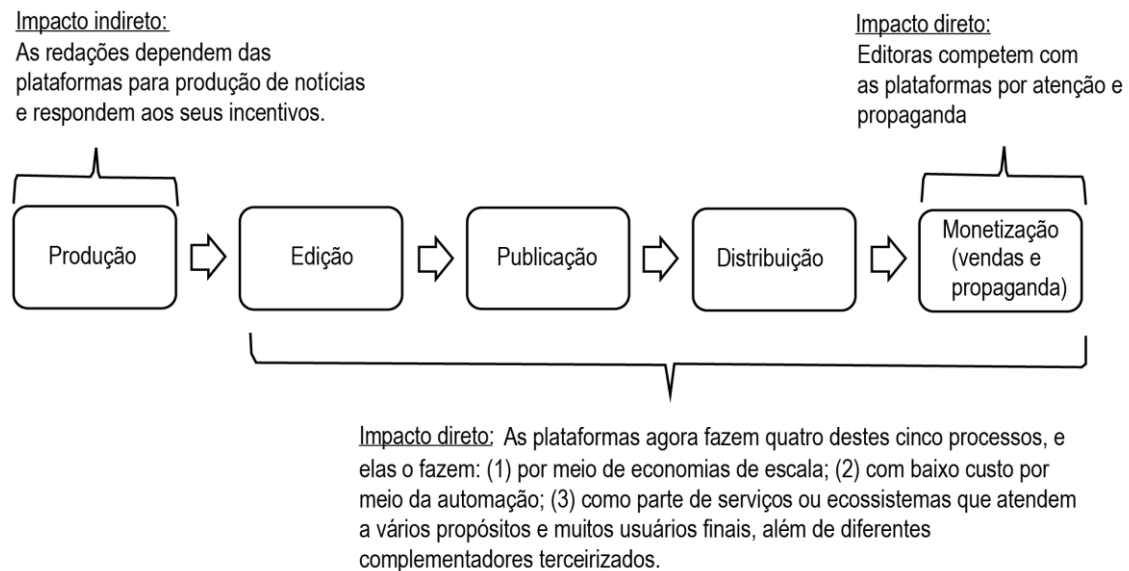 Impacto indireto:
As redações dependem das
plataformas para produção de notícias
e respondem aos seus incentivos.
Impacto direto:
Editoras competem com
as plataformas por atenção e
propaganda
Produção
Edição
Publicação
Distribuição
Monetização
(vendas e
propaganda)
Impacto direto: As plataformas agora fazem quatro destes cinco processos, e
elas o fazem: (1) por meio de economias de escala; (2) com baixo custo por
meio da automação; (3) como parte de serviços ou ecossistemas que atendem
a vários propósitos e muitos usuários finais, além de diferentes
complementadores terceirizados.